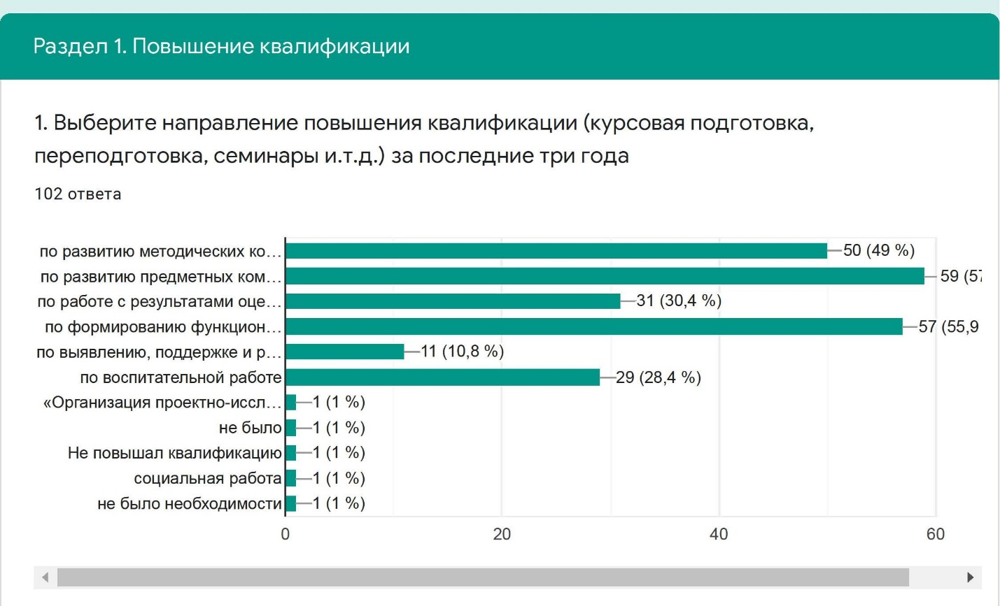 Раздел 1. Повышение квалификации
1. Выберите направление повышения квалификации (курсовая подготовка,
переподготовка, семинары и.т.д.) за последние три года
102 ответа
по развитию методических ко... 50 (49 %)
по развитию предметных ком... 59 (57
по работе с результатами оце... 31 (30,4 %)
по формированию функцион... 57 (55,9
по выявлению, поддержке и р... 11 (10,8 %)
по воспитательной работе 29 (28,4 %)
«Организация проектно-иссл... 1 (1 %)
не было 1 (1 %)
Не повышал квалификацию 1 (1 %)
социальная работа 1 (1 %)
не было необходимости 1 (1 %)
0 20 40 60